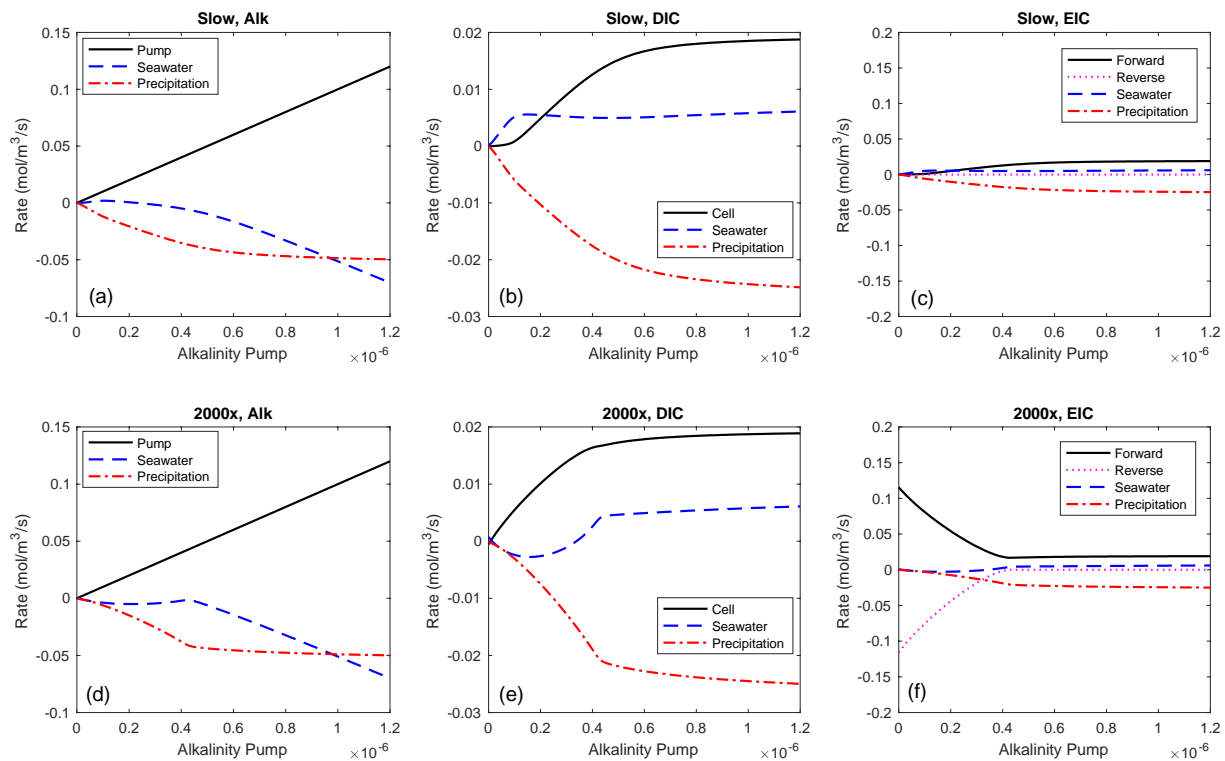 Slow, Alk
0.15
0.1
0.05
0
-0.05
-0.1
Rate (mol/m³/s)
Pump
Seawater
Precipitation
(a)
0 0.2 0.4 0.6 0.8 1 1.2
Alkalinity Pump ×10⁻⁶
Slow, DIC
0.02
0.01
0
-0.01
-0.02
-0.03
Rate (mol/m³/s)
Cell
Seawater
Precipitation
(b)
0 0.2 0.4 0.6 0.8 1 1.2
Alkalinity Pump ×10⁻⁶
Slow, EIC
0.2
0.15
0.1
0.05
0
-0.05
-0.1
-0.15
-0.2
Rate (mol/m³/s)
Forward
Reverse
Seawater
Precipitation
(c)
0 0.2 0.4 0.6 0.8 1 1.2
Alkalinity Pump ×10⁻⁶
2000x, Alk
0.15
0.1
0.05
0
-0.05
-0.1
Rate (mol/m³/s)
Pump
Seawater
Precipitation
(d)
0 0.2 0.4 0.6 0.8 1 1.2
Alkalinity Pump ×10⁻⁶
2000x, DIC
0.02
0.01
0
-0.01
-0.02
-0.03
Rate (mol/m³/s)
Cell
Seawater
Precipitation
(e)
0 0.2 0.4 0.6 0.8 1 1.2
Alkalinity Pump ×10⁻⁶
2000x, EIC
0.2
0.15
0.1
0.05
0
-0.05
-0.1
-0.15
-0.2
Rate (mol/m³/s)
Forward
Reverse
Seawater
Precipitation
(f)
0 0.2 0.4 0.6 0.8 1 1.2
Alkalinity Pump ×10⁻⁶